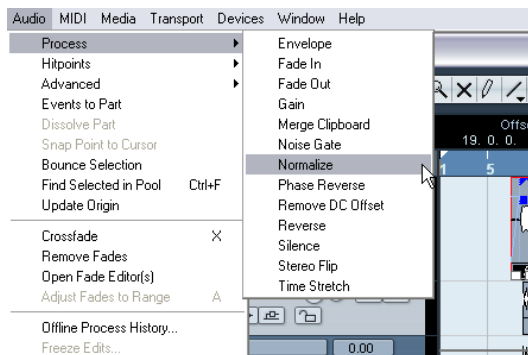 Audio MIDI Media Transport Devices Window Help
Process
Hitpoints
Advanced
Events to Part
Dissolve Part
Snap Point to Cursor
Bounce Selection
Find Selected in Pool Ctrl+F
Update Origin
Crossfade X
Remove Fades
Open Fade Editor(s)
Adjust Fades to Range A
Offline Process History...
Freeze Edits...
Envelope
Fade In
Fade Out
Gain
Merge Clipboard
Noise Gate
Normalize
Phase Reverse
Remove DC Offset
Reverse
Silence
Stereo Flip
Time Stretch
19. 0. 0.
1 5
0.00